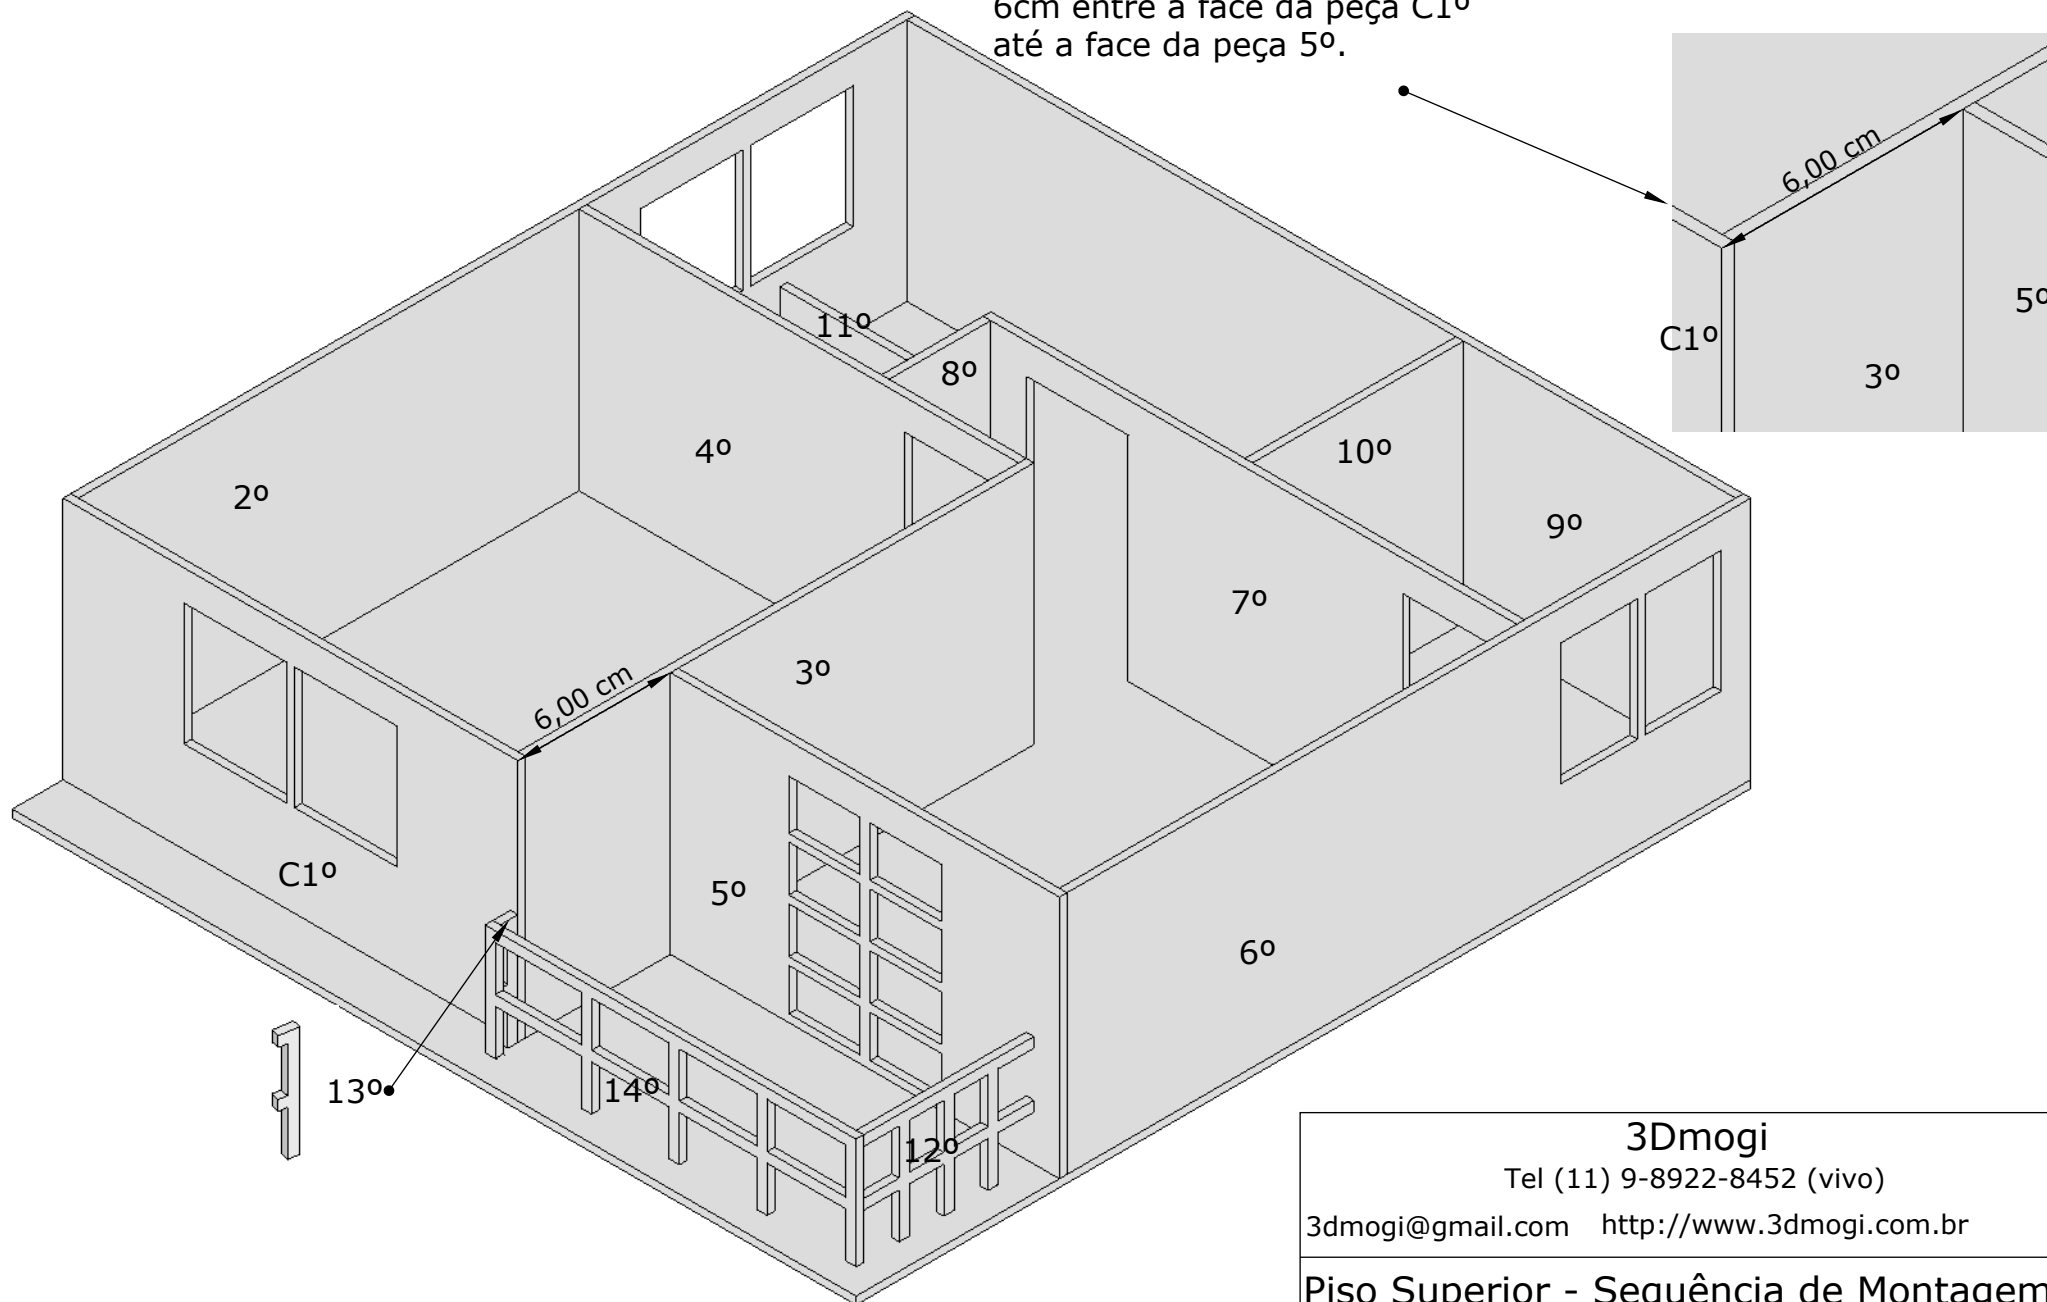 6cm entre a face da peça C1º
até a face da peça 5º.
6,00 cm
5º
C1º
3º
11º
8º
4º
10º
2º
9º
7º
3º
6,00 cm
C1º
5º
6º
13º
14º
12º
3Dmogi
Tel (11) 9-8922-8452 (vivo)
3dmogi@gmail.com http://www.3dmogi.com.br
Piso Superior - Sequência de Montagem